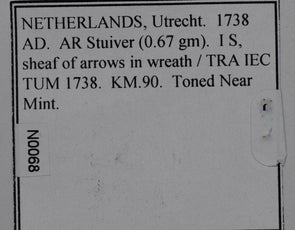 NETHERLANDS, Utrecht. 1738
AD. AR Stuiver (0.67 gm). I S,
sheaf of arrows in wreath / TRA IEC
TUM 1738. KM.90. Toned Near
Mint.
N0068